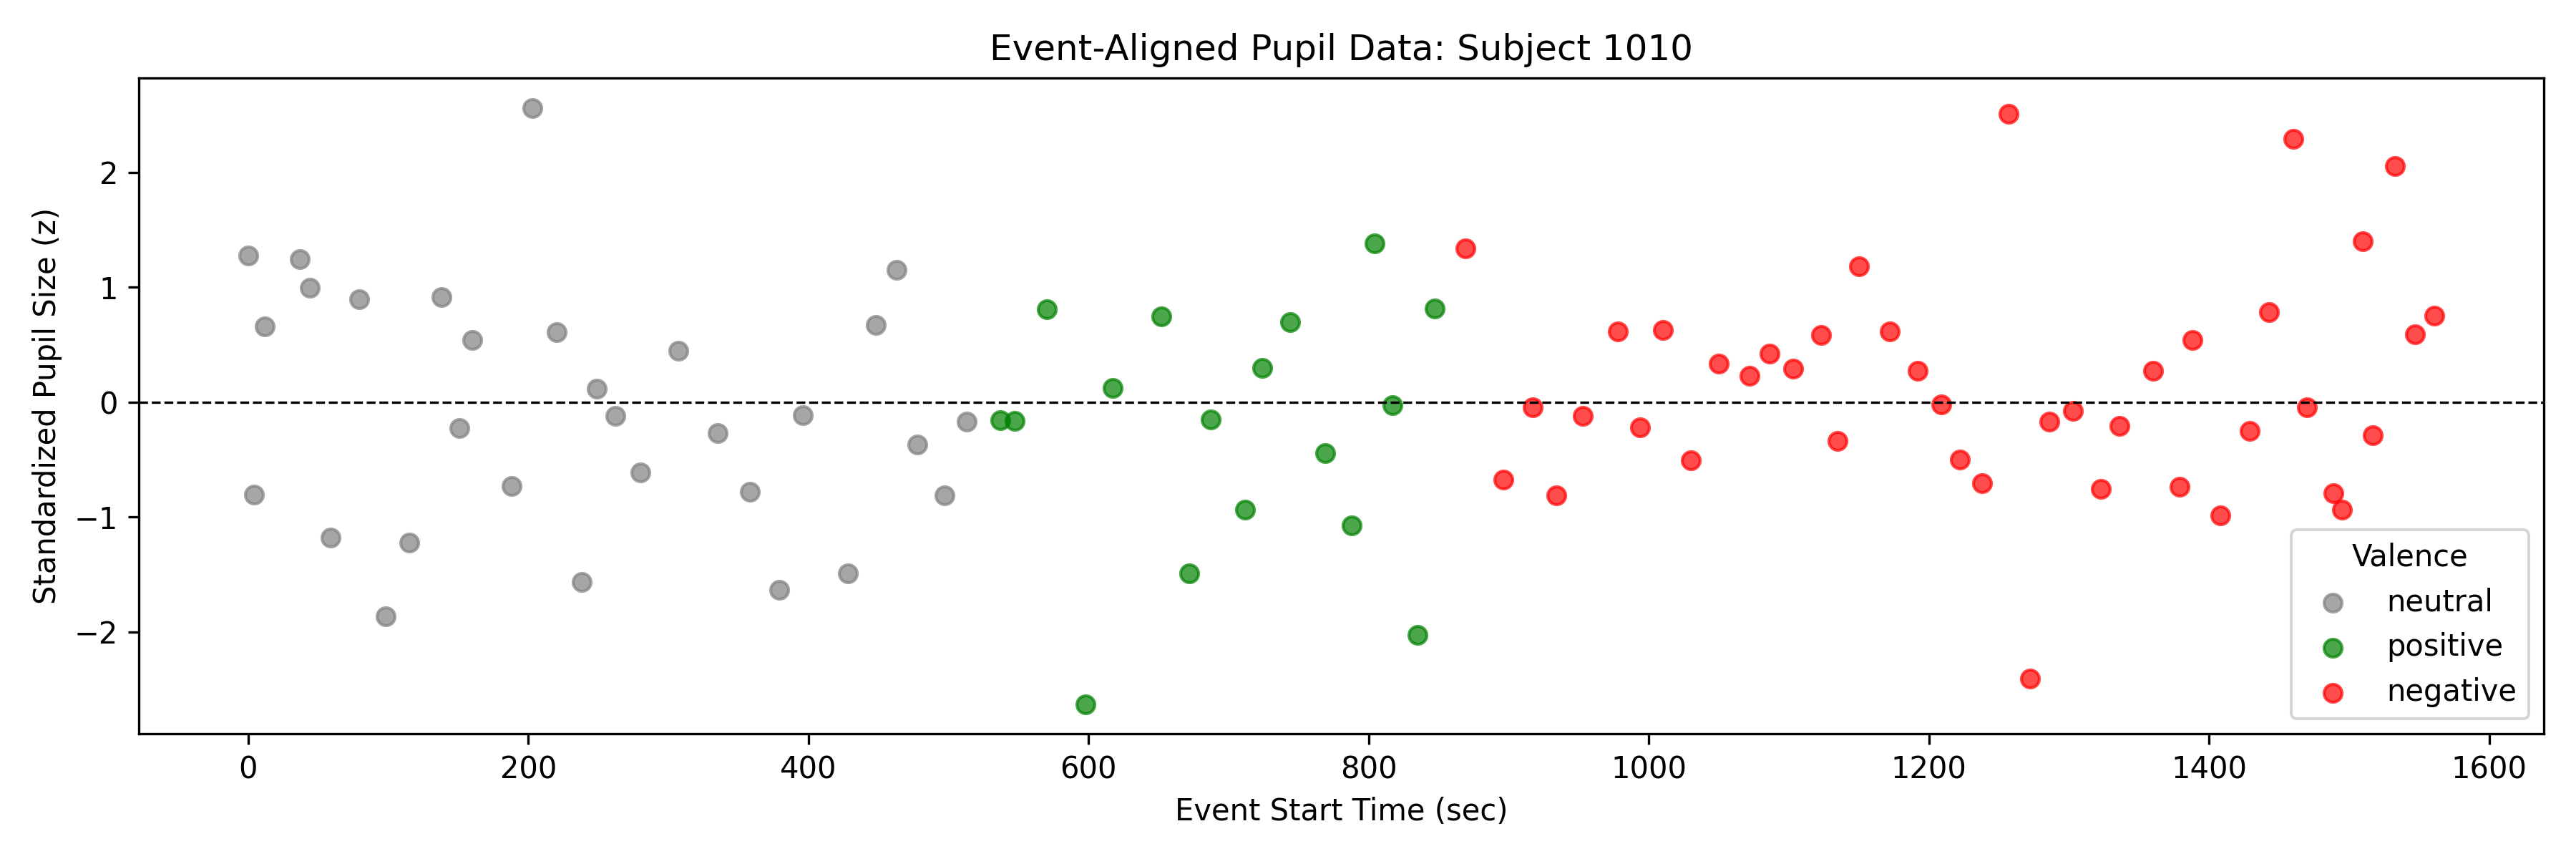 Event-Aligned Pupil Data: Subject 1010
Standardized Pupil Size (z)
2
1
0
−1
−2
Valence
neutral
positive
negative
0 200 400 600 800 1000 1200 1400 1600
Event Start Time (sec)